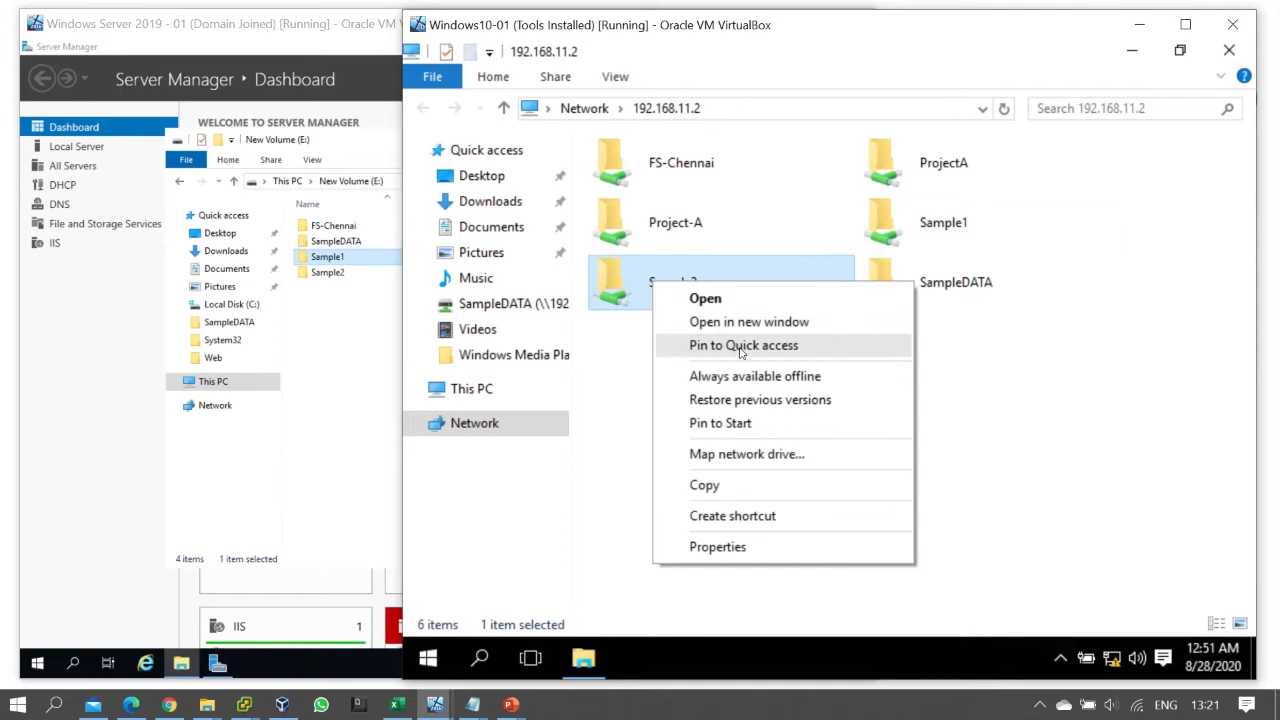 Windows Server 2019 - 01 (Domain Joined) [Running] - Oracle VM V
Server Manager
Server Manager
Dashboard
Dashboard
Local Server
All Servers
DHCP
DNS
File and Storage Services
IIS
WELCOME TO SERVER MANAGER
New Volume (E:)
File
Home
Share
View
This PC
New Volume (E:)
Name
Quick access
Desktop
Downloads
Documents
Pictures
Local Disk (C:)
SampleDATA
System32
Web
This PC
Network
FS-Chennai
SampleDATA
Sample1
Sample2
4 items
1 item selected
IIS
1
Windows10-01 (Tools Installed) [Running] - Oracle VM VirtualBox
192.168.11.2
File
Home
Share
View
Network
192.168.11.2
Search 192.168.11.2
Quick access
Desktop
Downloads
Documents
Pictures
Music
SampleDATA (\\192
Videos
Windows Media Pla
This PC
Network
FS-Chennai
ProjectA
Project-A
Sample1
SampleDATA
Open
Open in new window
Pin to Quick access
Always available offline
Restore previous versions
Pin to Start
Map network drive...
Copy
Create shortcut
Properties
6 items
1 item selected
12:51 AM
8/28/2020
ENG
13:21